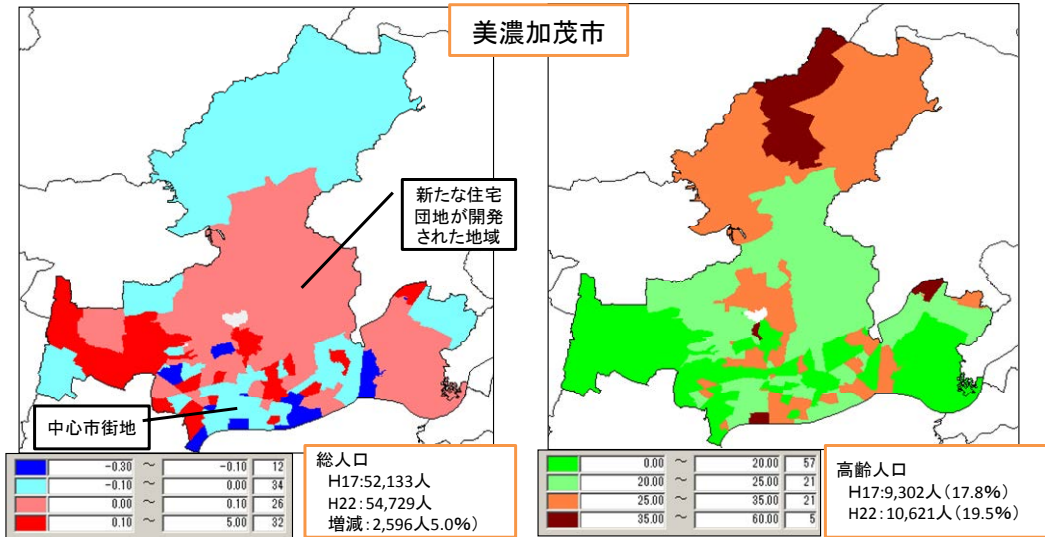 美濃加茂市
新たな住宅
団地が開発
された地域
中心市街地
-0.30 ～ -0.10 12
-0.10 ～ 0.00 34
0.00 ～ 0.10 26
0.10 ～ 5.00 32
総人口
H17:52,133人
H22:54,729人
増減:2,596人5.0%)
0.00 ～ 20.00 57
20.00 ～ 25.00 21
25.00 ～ 35.00 21
35.00 ～ 60.00 5
高齢人口
H17:9,302人(17.8%)
H22:10,621人(19.5%)